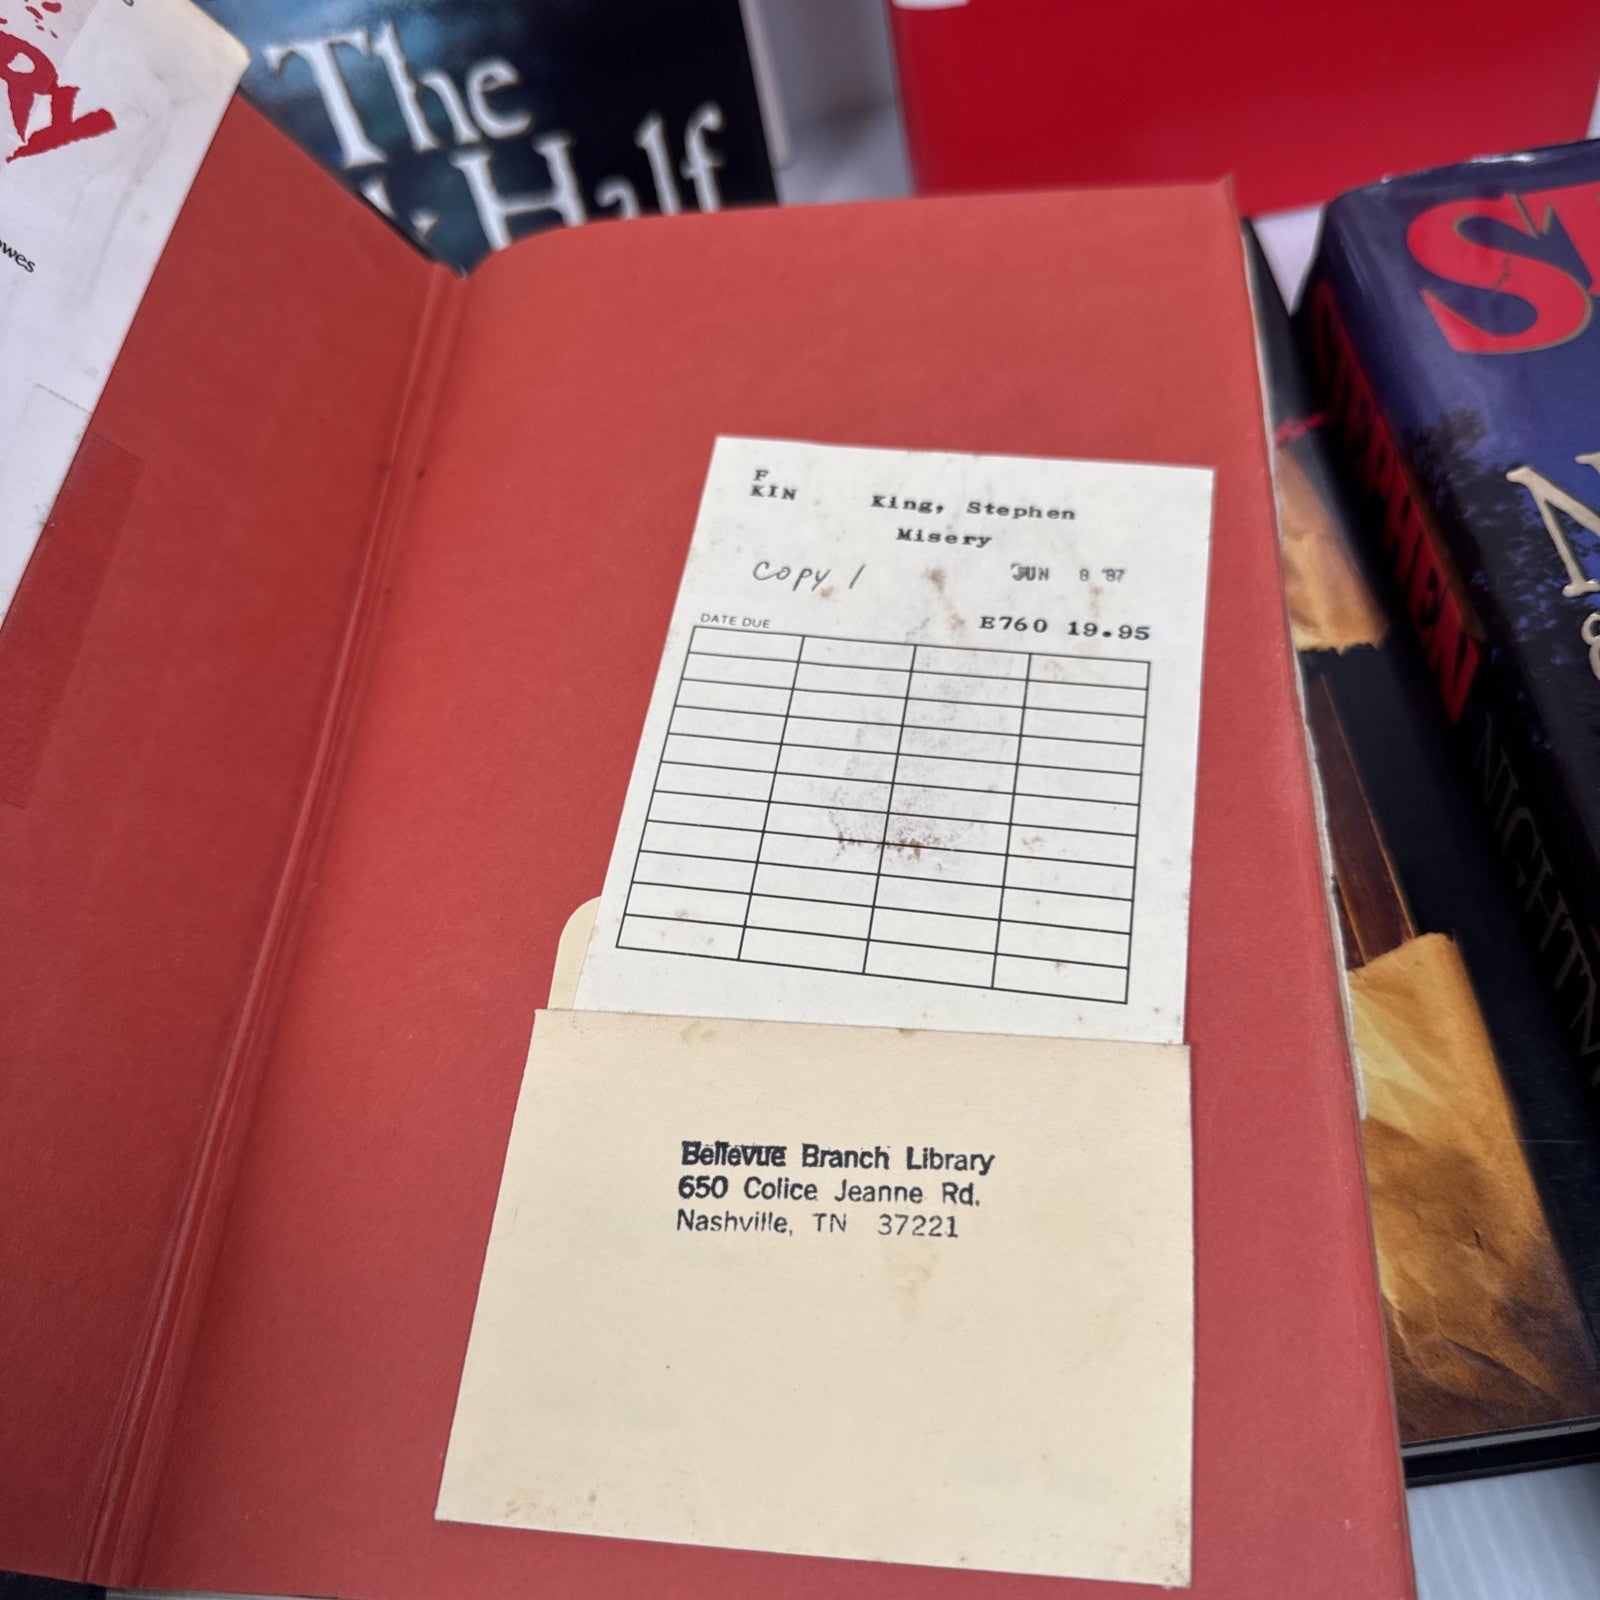 The
Half
F
KIN
King, Stephen
Misery
Copy 1
JUN 8 '87
DATE DUE
E760 19.95
Bellevue Branch Library
650 Colice Jeanne Rd.
Nashville, TN 37221